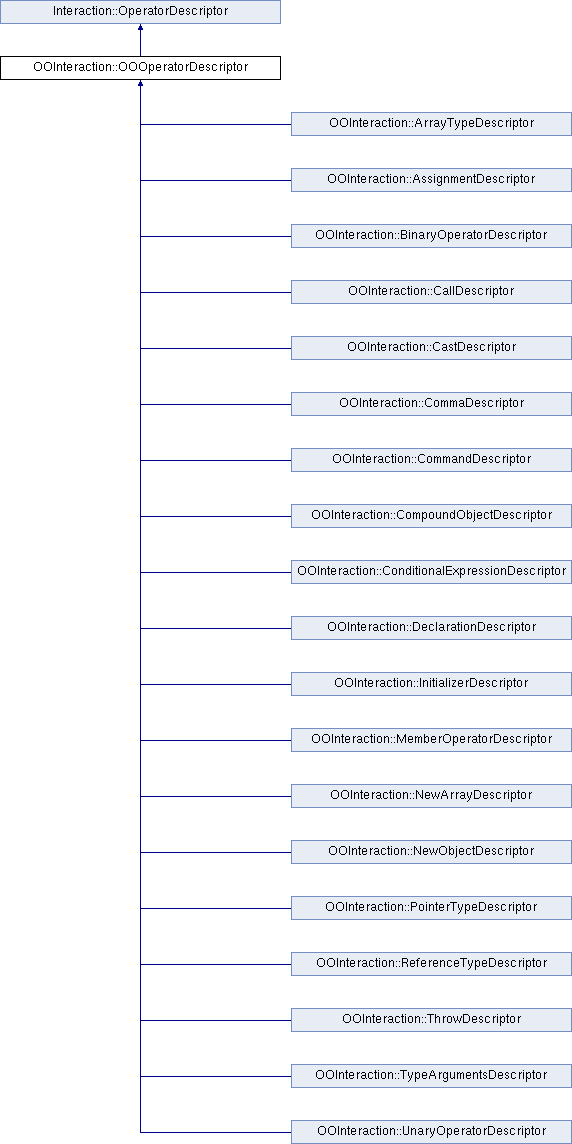 Interaction::OperatorDescriptor
OOInteraction::OOOperatorDescriptor
OOInteraction::ArrayTypeDescriptor
OOInteraction::AssignmentDescriptor
OOInteraction::BinaryOperatorDescriptor
OOInteraction::CallDescriptor
OOInteraction::CastDescriptor
OOInteraction::CommaDescriptor
OOInteraction::CommandDescriptor
OOInteraction::CompoundObjectDescriptor
OOInteraction::ConditionalExpressionDescriptor
OOInteraction::DeclarationDescriptor
OOInteraction::InitializerDescriptor
OOInteraction::MemberOperatorDescriptor
OOInteraction::NewArrayDescriptor
OOInteraction::NewObjectDescriptor
OOInteraction::PointerTypeDescriptor
OOInteraction::ReferenceTypeDescriptor
OOInteraction::ThrowDescriptor
OOInteraction::TypeArgumentsDescriptor
OOInteraction::UnaryOperatorDescriptor